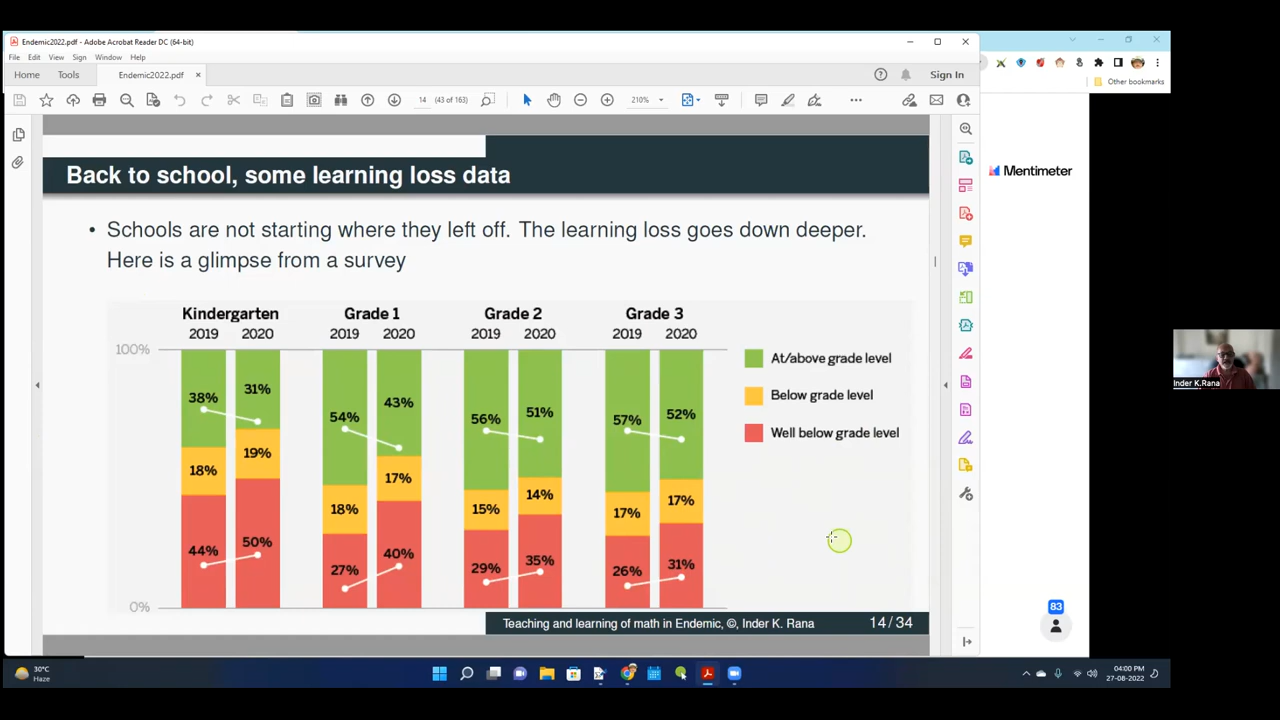 Endemic2022.pdf - Adobe Acrobat Reader DC (64-bit)
File Edit View Sign Window Help
Home Tools Endemic2022.pdf × Sign In
14 (43 of 163) 210%
Other bookmarks
Mentimeter
Back to school, some learning loss data
• Schools are not starting where they left off. The learning loss goes down deeper.
Here is a glimpse from a survey
Kindergarten Grade 1 Grade 2 Grade 3
2019 2020 2019 2020 2019 2020 2019 2020
100%
38% 31% 54% 43% 56% 51% 57% 52%
18% 19% 18% 17% 15% 14% 17% 17%
44% 50% 27% 40% 29% 35% 26% 31%
0%
At/above grade level
Below grade level
Well below grade level
Teaching and learning of math in Endemic, ©, Inder K. Rana 14/34
Inder K.Rana
83
30°C
Haze
04:00 PM
27-08-2022